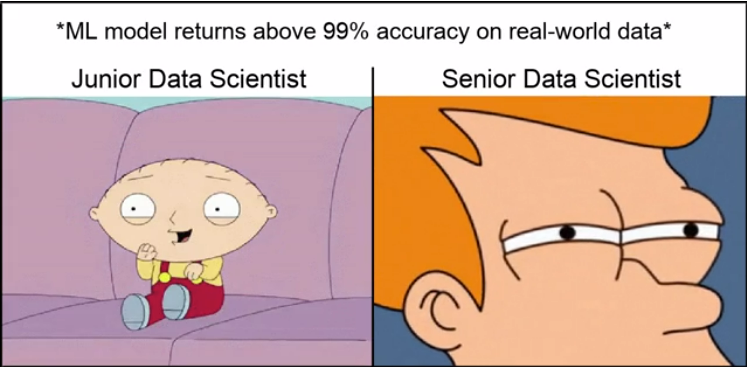 *ML model returns above 99% accuracy on real-world data*
Junior Data Scientist
Senior Data Scientist